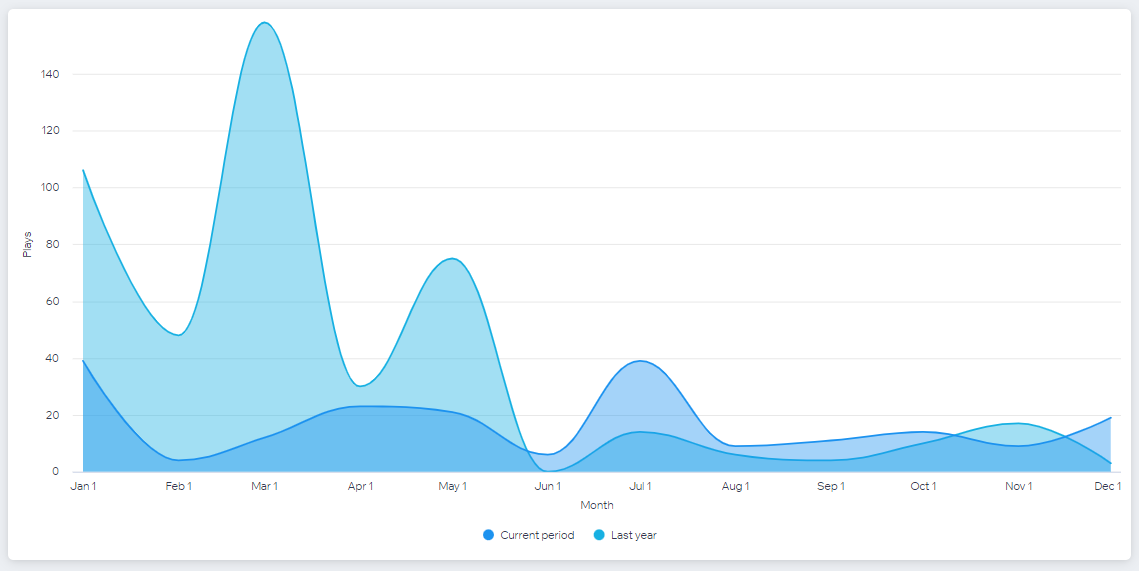 140
120
100
80
60
40
20
0
Plays
Jan 1 Feb 1 Mar 1 Apr 1 May 1 Jun 1 Jul 1 Aug 1 Sep 1 Oct 1 Nov 1 Dec 1
Month
Current period Last year